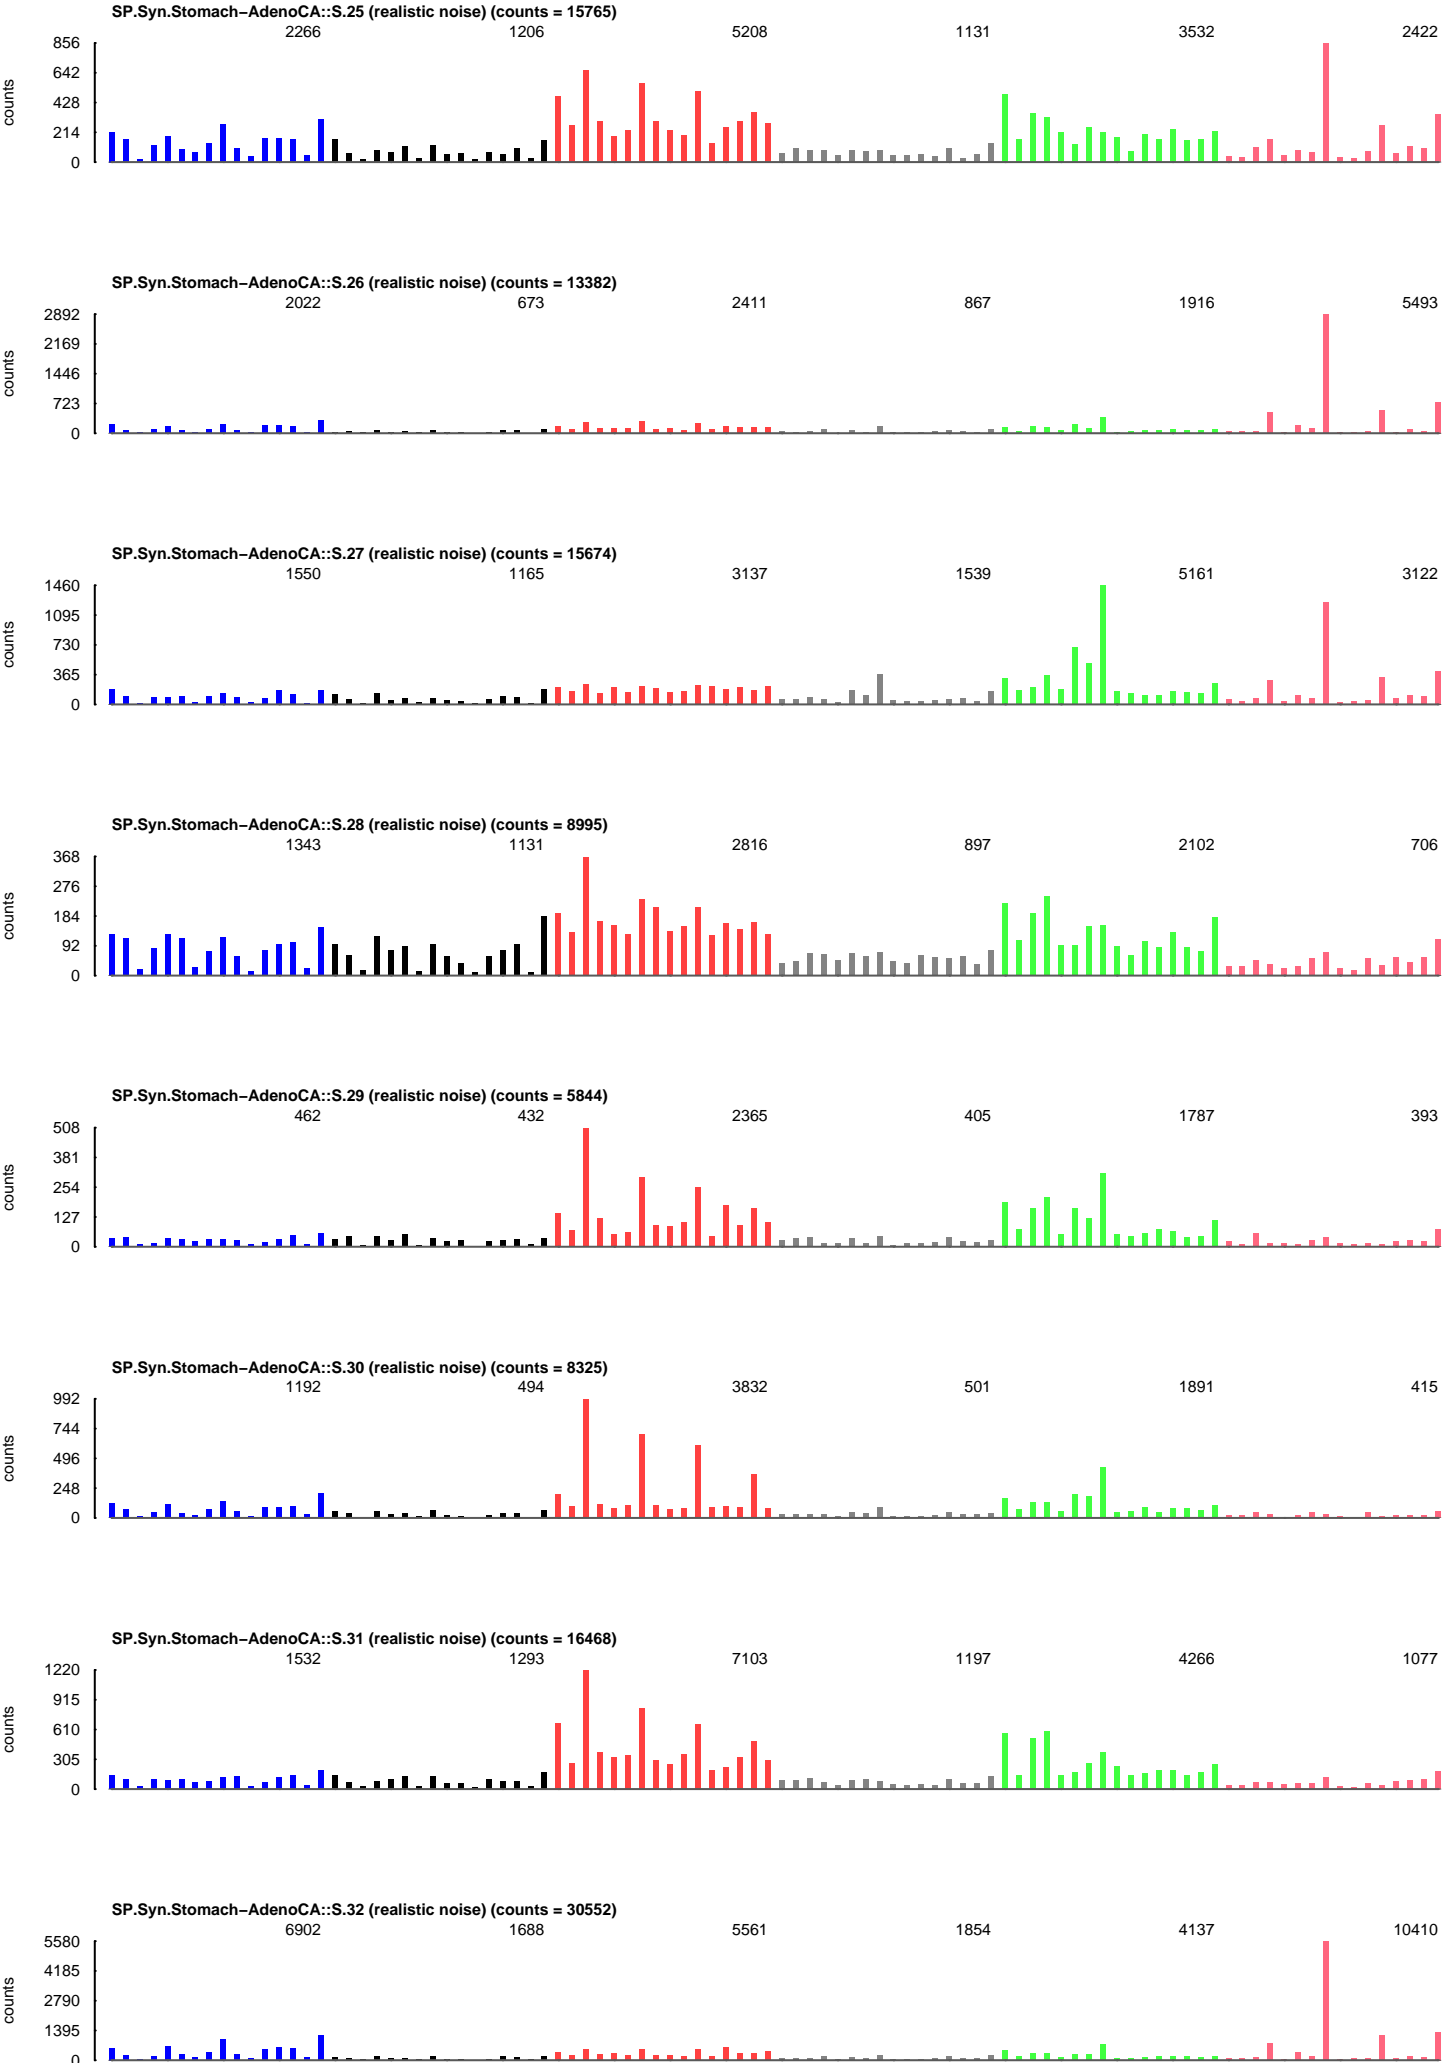 SP.Syn.Stomach–AdenoCA::S.25 (realistic noise) (counts = 15765)
2266 1206 5208 1131 3532 2422
856
642
428
214
0
counts
SP.Syn.Stomach–AdenoCA::S.26 (realistic noise) (counts = 13382)
2022 673 2411 867 1916 5493
2892
2169
1446
723
0
counts
SP.Syn.Stomach–AdenoCA::S.27 (realistic noise) (counts = 15674)
1550 1165 3137 1539 5161 3122
1460
1095
730
365
0
counts
SP.Syn.Stomach–AdenoCA::S.28 (realistic noise) (counts = 8995)
1343 1131 2816 897 2102 706
368
276
184
92
0
counts
SP.Syn.Stomach–AdenoCA::S.29 (realistic noise) (counts = 5844)
462 432 2365 405 1787 393
508
381
254
127
0
counts
SP.Syn.Stomach–AdenoCA::S.30 (realistic noise) (counts = 8325)
1192 494 3832 501 1891 415
992
744
496
248
0
counts
SP.Syn.Stomach–AdenoCA::S.31 (realistic noise) (counts = 16468)
1532 1293 7103 1197 4266 1077
1220
915
610
305
0
counts
SP.Syn.Stomach–AdenoCA::S.32 (realistic noise) (counts = 30552)
6902 1688 5561 1854 4137 10410
5580
4185
2790
1395
0
counts